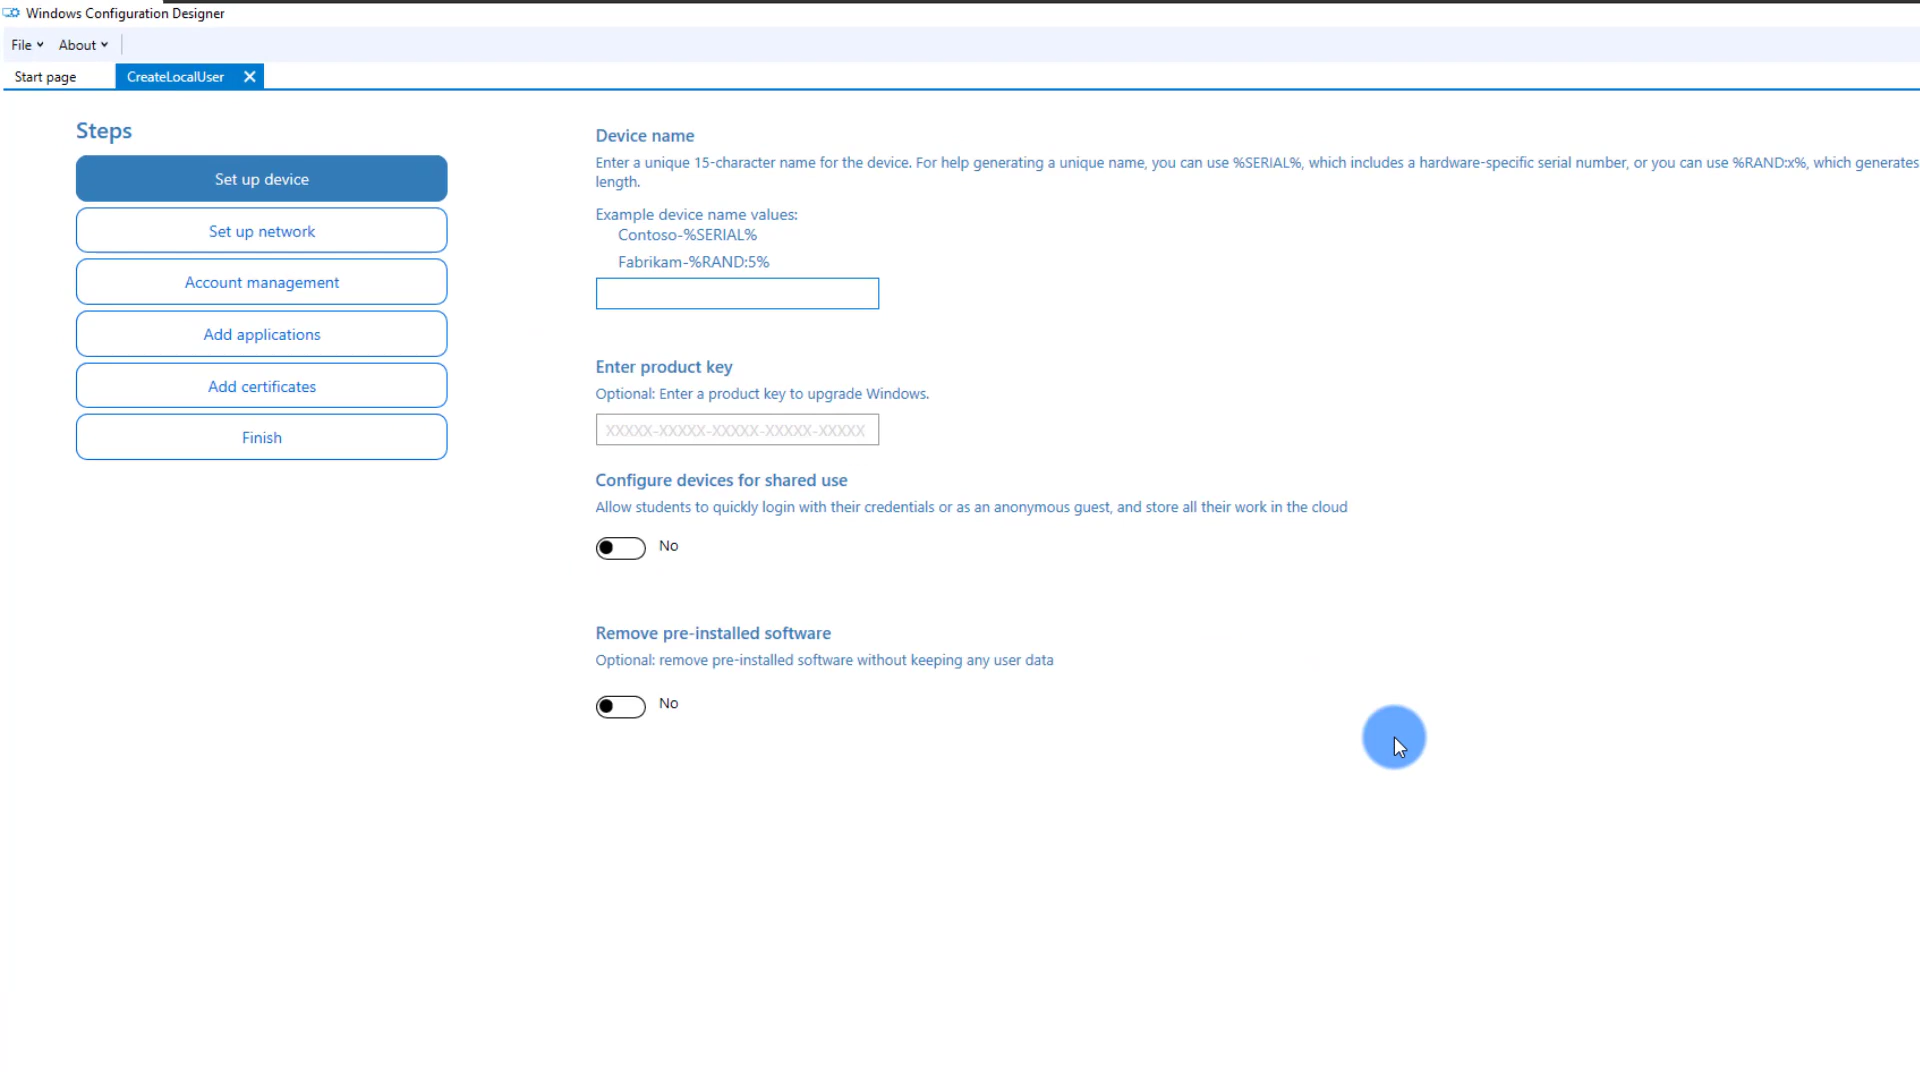 Windows Configuration Designer
File
About
Start page
CreateLocalUser
Steps
Set up device
Set up network
Account management
Add applications
Add certificates
Finish
Device name
Enter a unique 15-character name for the device. For help generating a unique name, you can use %SERIAL%, which includes a hardware-specific serial number, or you can use %RAND:x%, which generates
length.
Example device name values:
Contoso-%SERIAL%
Fabrikam-%RAND:5%
Enter product key
Optional: Enter a product key to upgrade Windows.
XXXXX-XXXXX-XXXXX-XXXXX-XXXXX
Configure devices for shared use
Allow students to quickly login with their credentials or as an anonymous guest, and store all their work in the cloud
No
Remove pre-installed software
Optional: remove pre-installed software without keeping any user data
No